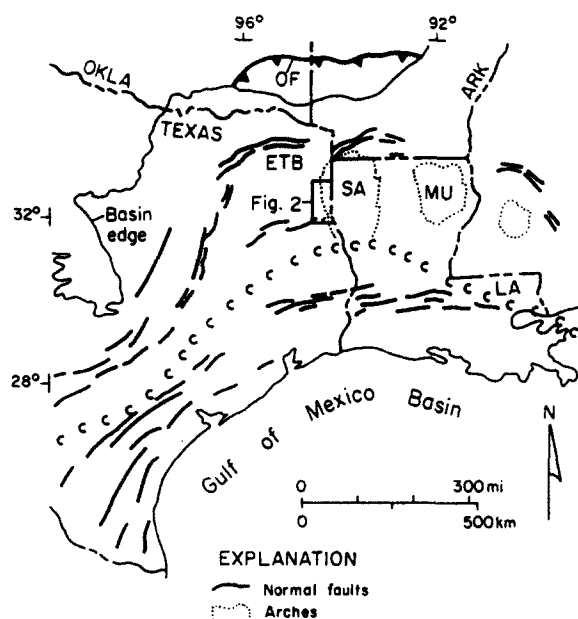 96°
92°
OKLA
OF
ARK
TEXAS
ETB
SA
MU
Fig. 2
32°
Basin
edge
LA
c c c c c c c c c c c c c c c c c c c c c c c
28°
Gulf of Mexico Basin
N
0 300 mi
0 500 km
EXPLANATION
Normal faults
Arches